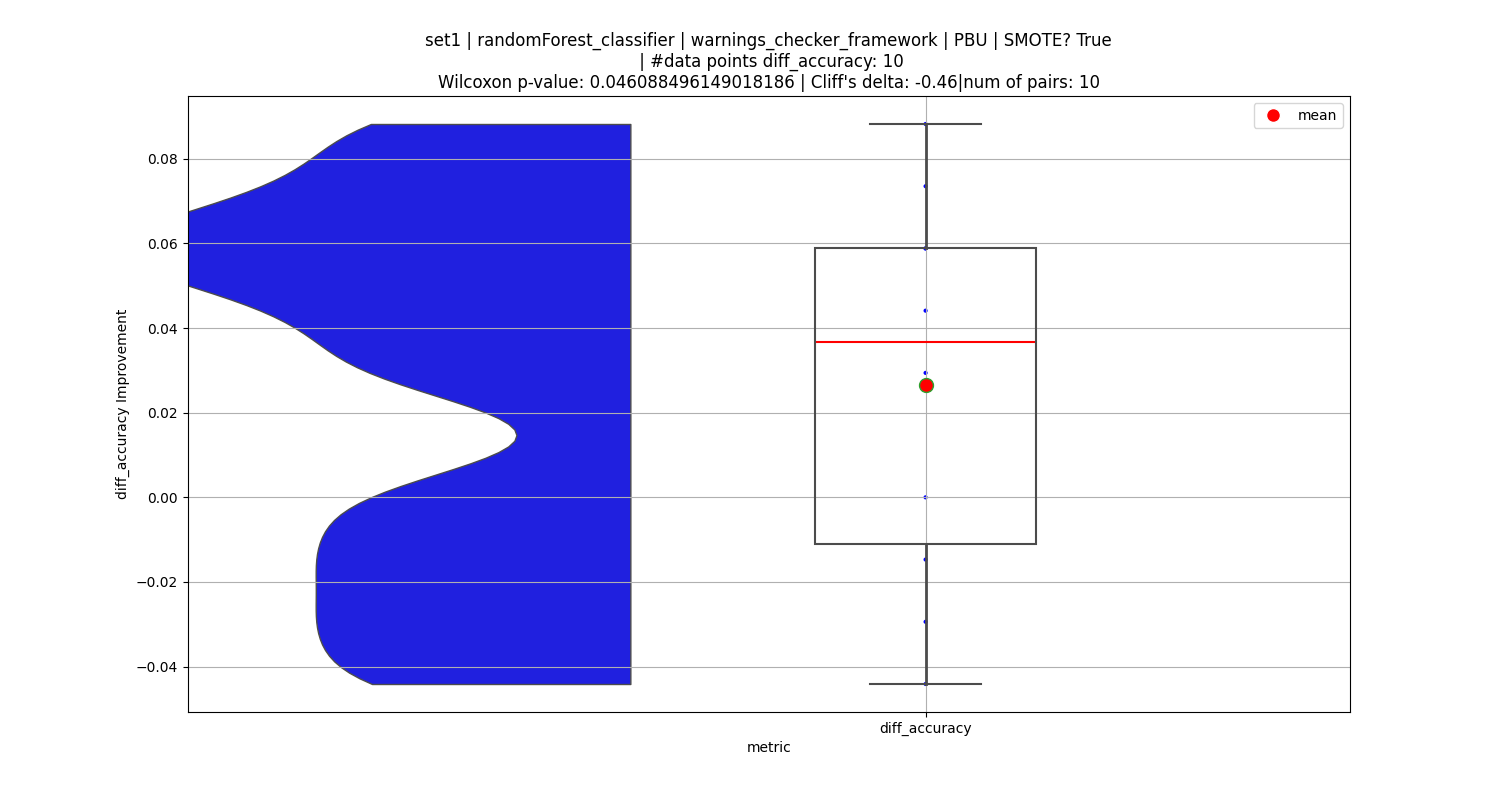 set1 | randomForest_classifier | warnings_checker_framework | PBU | SMOTE? True
| #data points diff_accuracy: 10
Wilcoxon p-value: 0.046088496149018186 | Cliff's delta: -0.46|num of pairs: 10
mean
0.08
0.06
0.04
0.02
0.00
−0.02
−0.04
diff_accuracy Improvement
diff_accuracy
metric